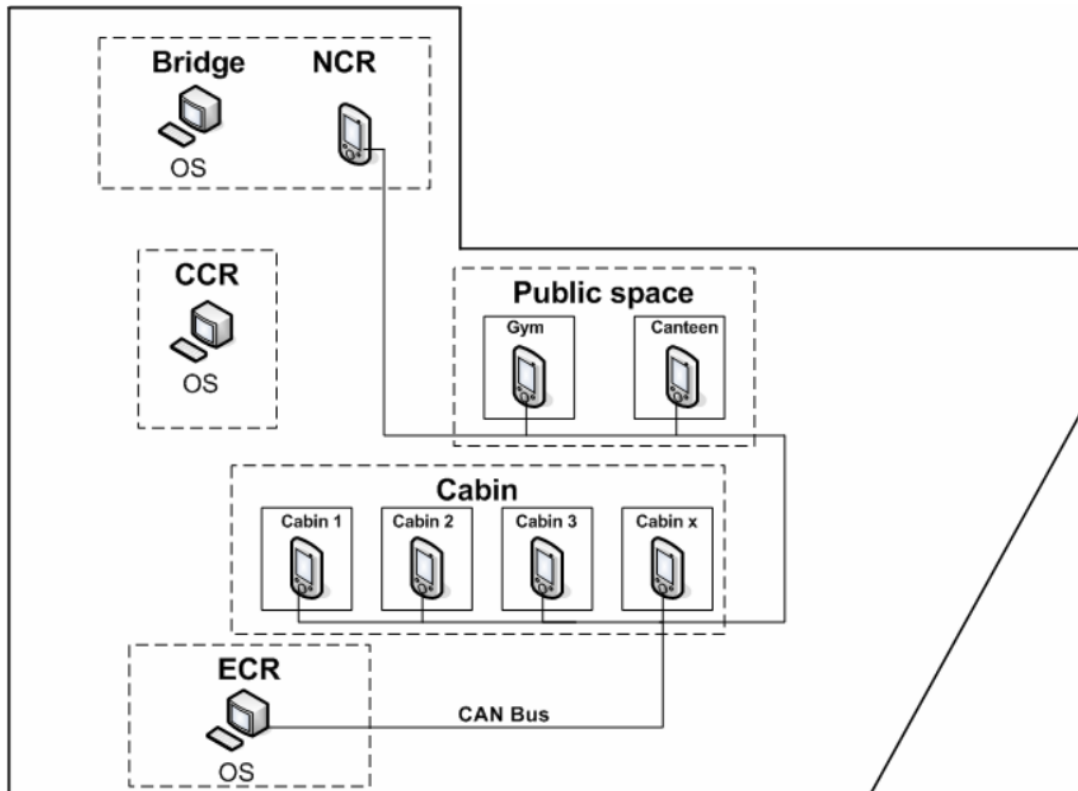 Bridge NCR
OS
CCR
OS
Public space
Gym Canteen
Cabin
Cabin 1 Cabin 2 Cabin 3 Cabin x
ECR
CAN Bus
OS